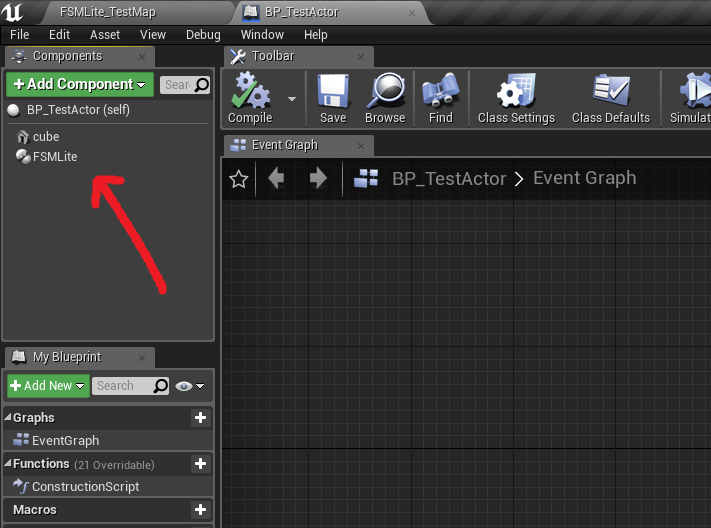 FSMLite_TestMap
BP_TestActor
File Edit Asset View Debug Window Help
Components
Toolbar
+Add Component
Sear
Compile
Save
Browse
Find
Class Settings
Class Defaults
Simulat
BP_TestActor (self)
cube
FSMLite
Event Graph
BP_TestActor > Event Graph
My Blueprint
+Add New
Search
Graphs
EventGraph
Functions (21 Overridable)
ConstructionScript
Macros